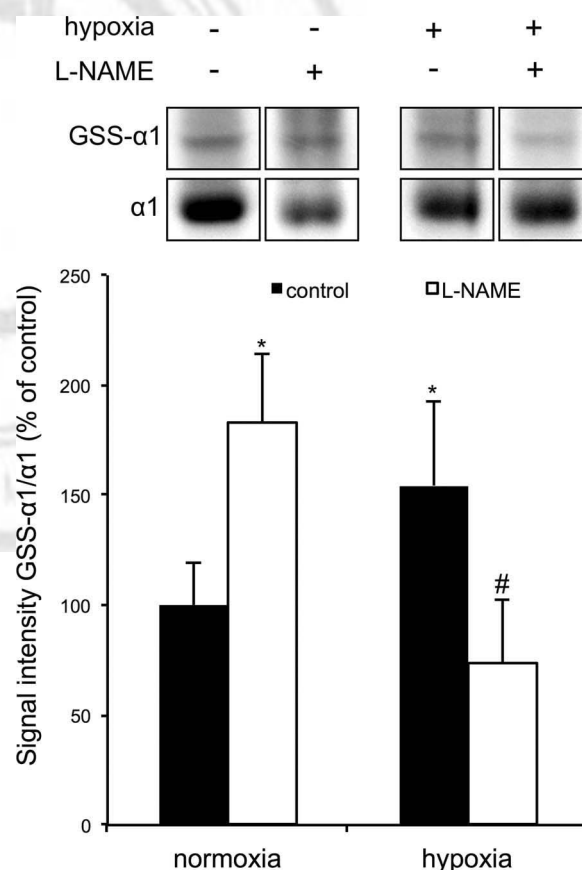 hypoxia - - + +
L-NAME - + - +
GSS-α1
α1
Signal intensity GSS-α1/α1 (% of control)
250
200
150
100
50
0
control L-NAME
*
*
#
normoxia hypoxia